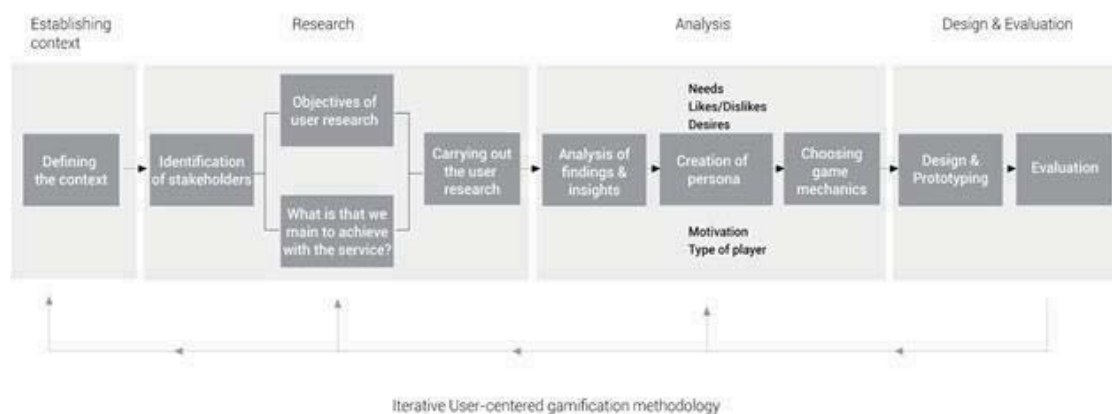 Establishing
context
Research
Analysis
Design & Evaluation
Defining
the context
Identification
of stakeholders
Objectives of
user research
What is that we
main to achieve
with the service?
Carrying out
the user
research
Analysis of
findings &
insights
Needs
Likes/Dislikes
Desires
Creation of
persona
Motivation
Type of player
Choosing
game
mechanics
Design &
Prototyping
Evaluation
Iterative User-centered gamification methodology